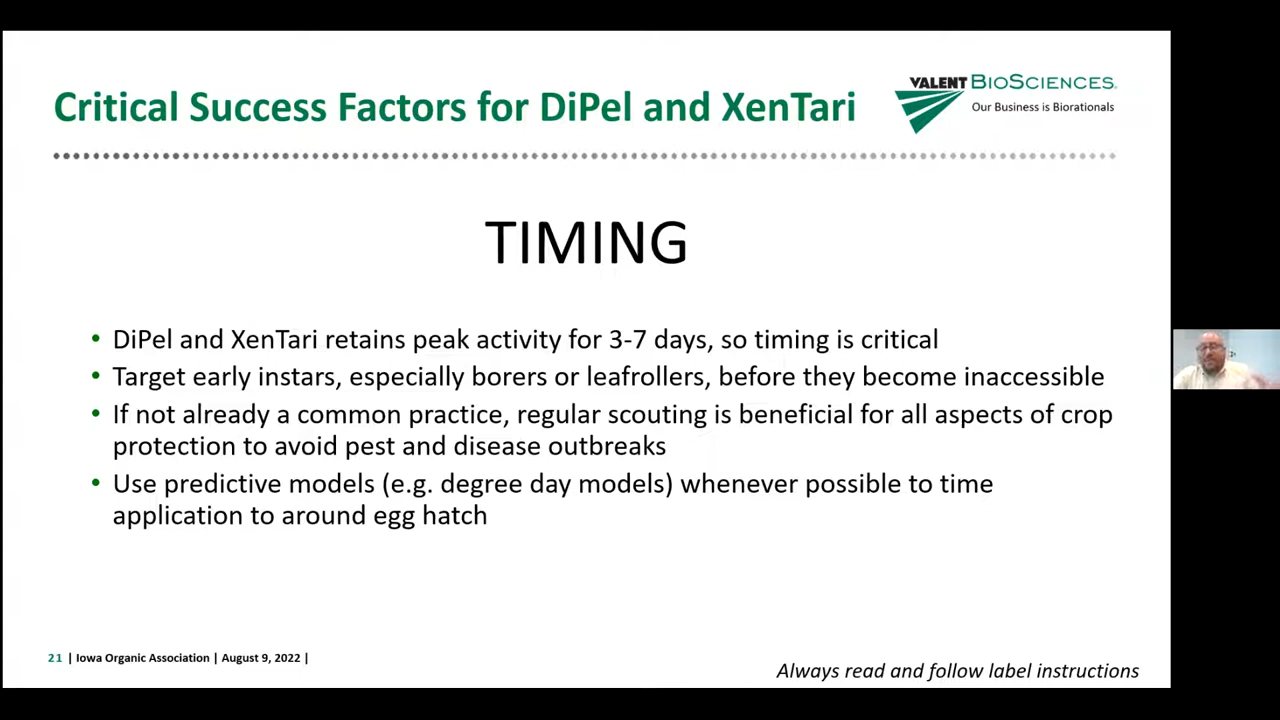 Critical Success Factors for DiPel and XenTari
VALENT BIOSCIENCES.
Our Business is Biorationals
TIMING
• DiPel and XenTari retains peak activity for 3-7 days, so timing is critical
• Target early instars, especially borers or leafrollers, before they become inaccessible
• If not already a common practice, regular scouting is beneficial for all aspects of crop
protection to avoid pest and disease outbreaks
• Use predictive models (e.g. degree day models) whenever possible to time
application to around egg hatch
21 | Iowa Organic Association | August 9, 2022 |
Always read and follow label instructions